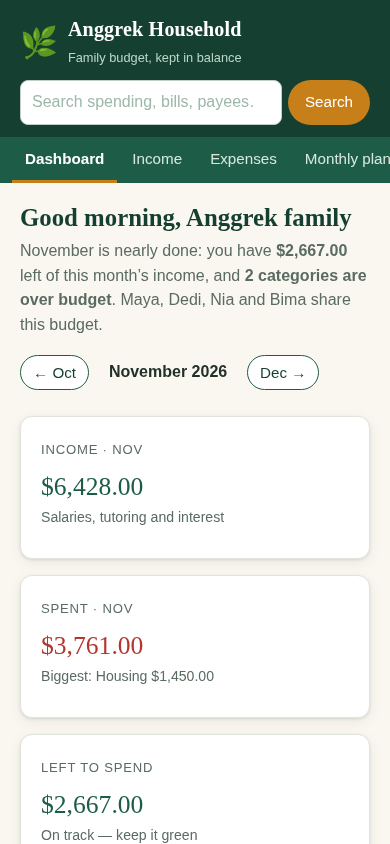 Anggrek Household
Family budget, kept in balance
Search spending, bills, payees.
Search
Dashboard
Income
Expenses
Monthly plan
Good morning, Anggrek family
November is nearly done: you have $2,667.00
left of this month’s income, and 2 categories are
over budget. Maya, Dedi, Nia and Bima share
this budget.
← Oct
November 2026
Dec →
INCOME · NOV
$6,428.00
Salaries, tutoring and interest
SPENT · NOV
$3,761.00
Biggest: Housing $1,450.00
LEFT TO SPEND
$2,667.00
On track — keep it green